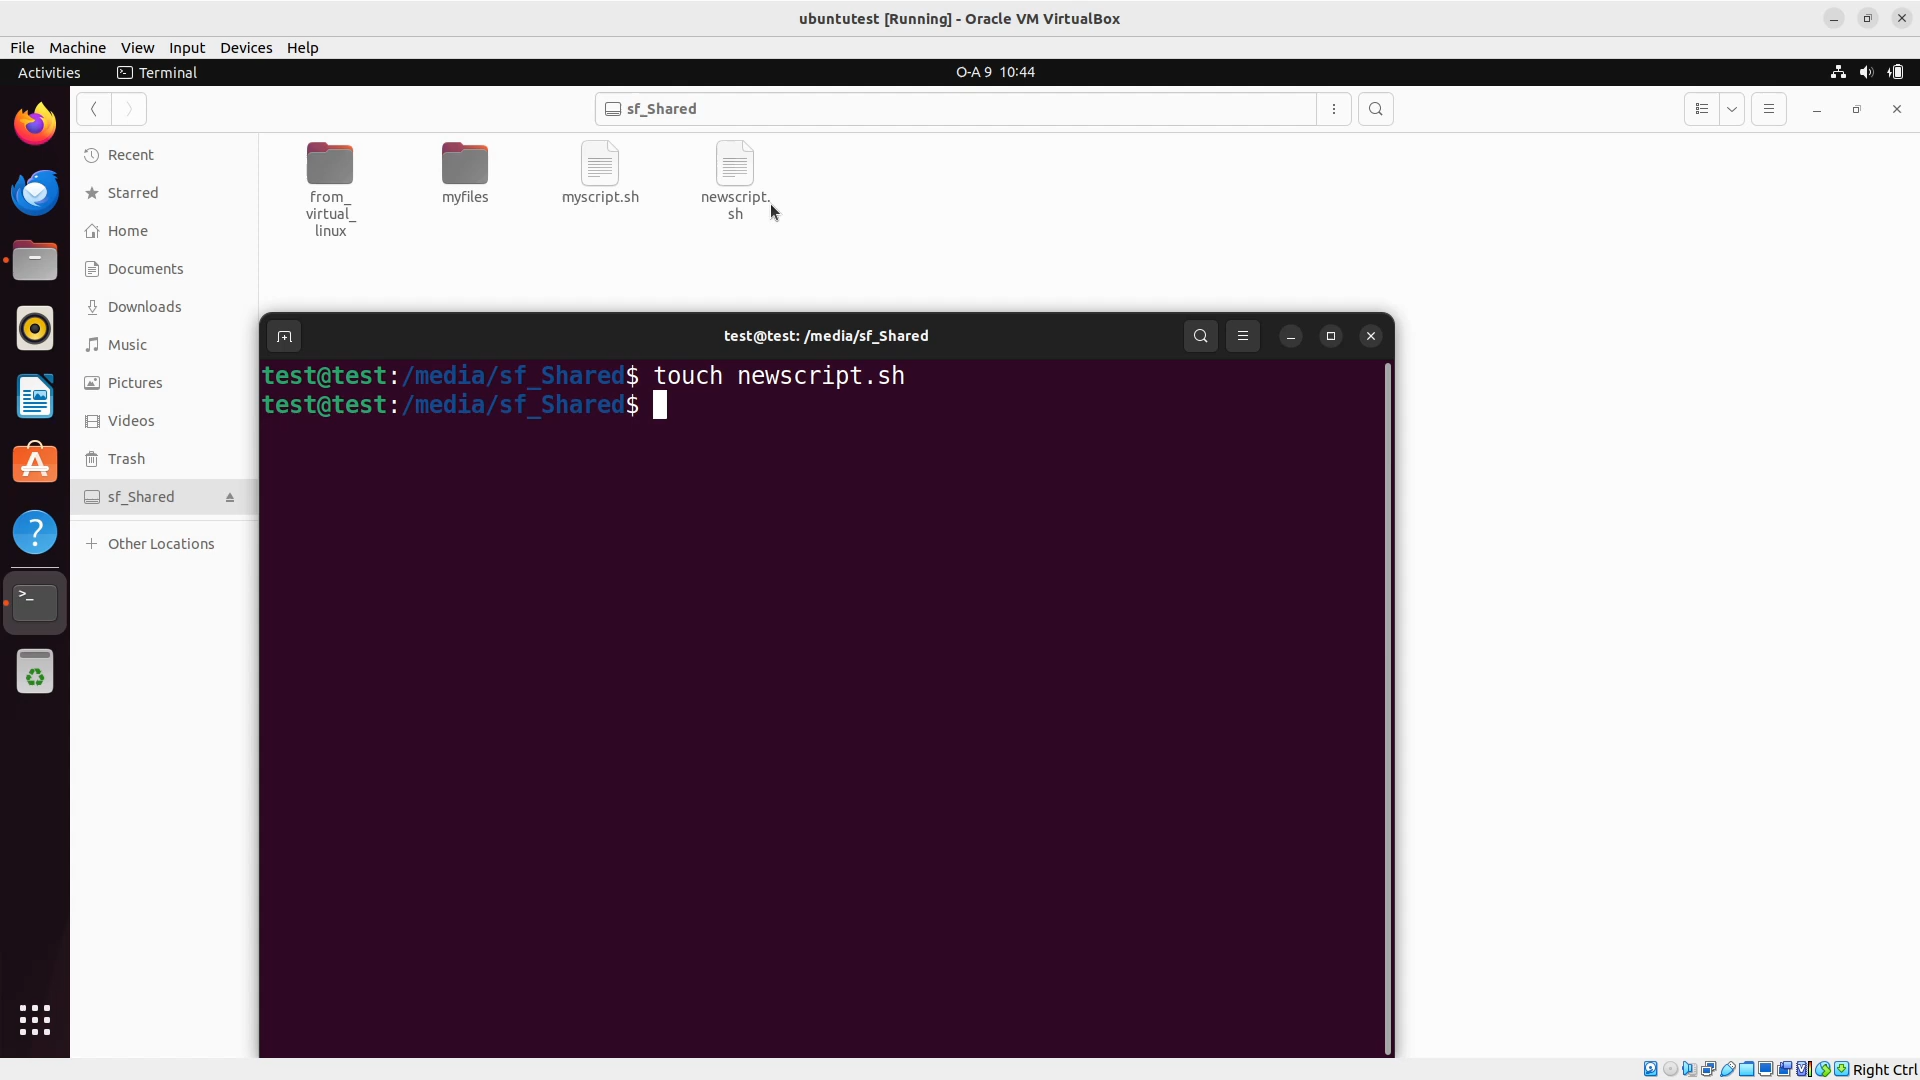 ubuntutest [Running] - Oracle VM VirtualBox
File Machine View Input Devices Help
Activities Terminal O-A 9 10:44
sf_Shared
Recent
Starred
Home
Documents
Downloads
Music
Pictures
Videos
Trash
sf_Shared
Other Locations
from_
virtual_
linux
myfiles
myscript.sh
newscript.
sh
test@test: /media/sf_Shared
test@test:/media/sf_Shared$ touch newscript.sh
test@test:/media/sf_Shared$
Right Ctrl